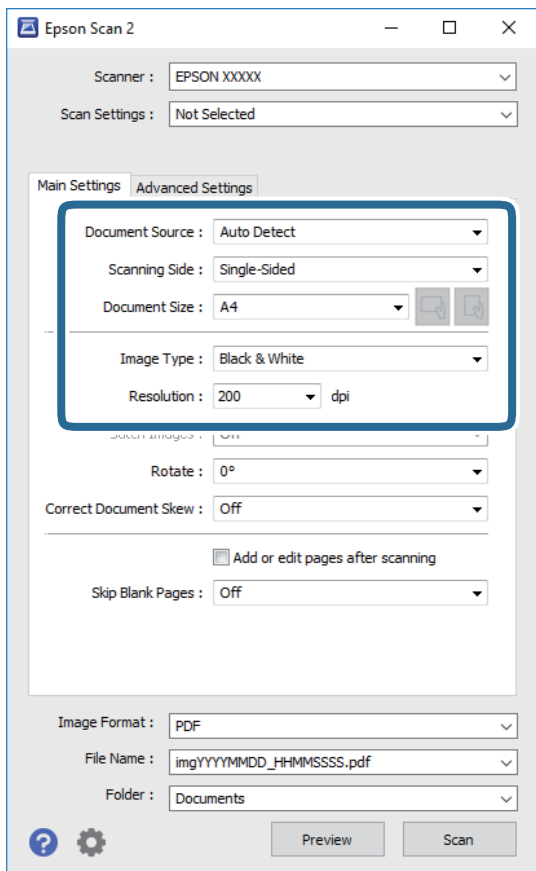 Epson Scan 2
Scanner : EPSON XXXXX
Scan Settings : Not Selected
Main Settings Advanced Settings
Document Source : Auto Detect
Scanning Side : Single-Sided
Document Size : A4
Image Type : Black & White
Resolution : 200 dpi
Stitch Images : Off
Rotate : 0°
Correct Document Skew : Off
Add or edit pages after scanning
Skip Blank Pages : Off
Image Format : PDF
File Name : imgYYYYMMDD_HHMMSSSS.pdf
Folder : Documents
? Preview Scan